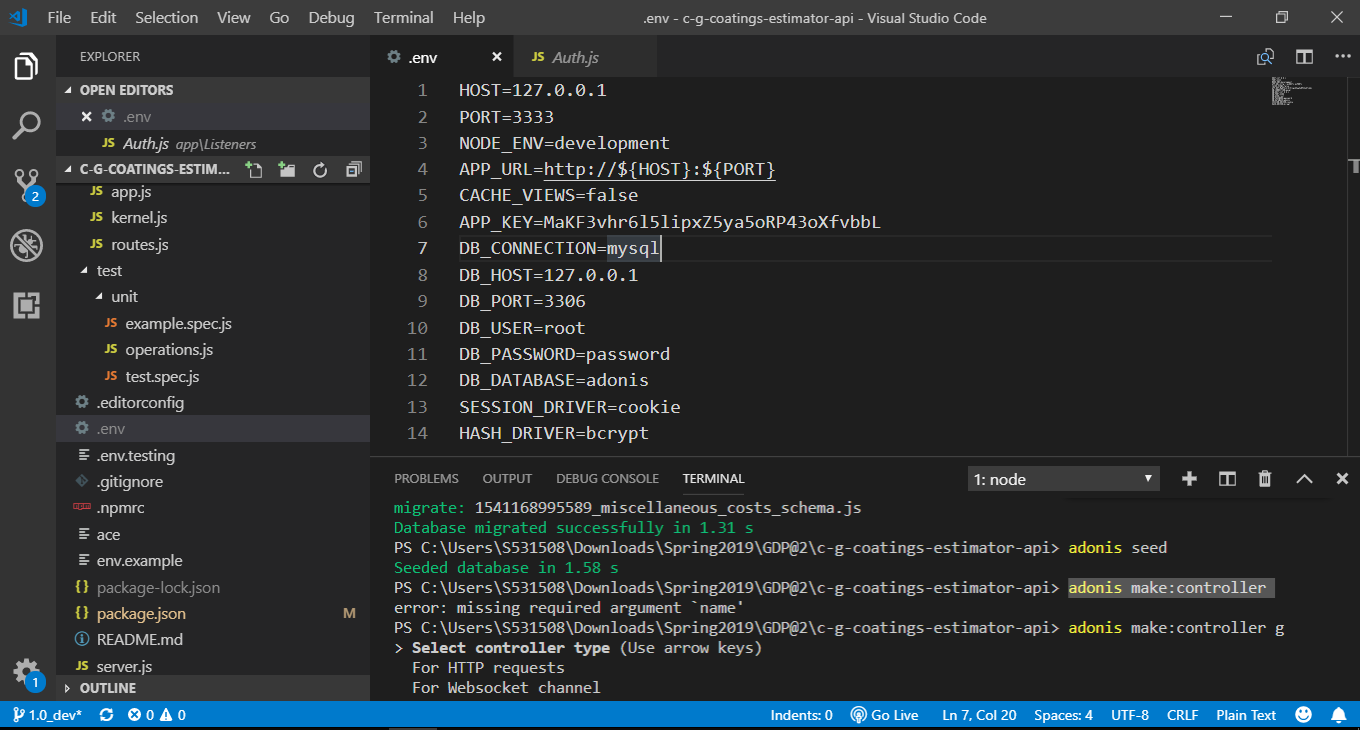 File Edit Selection View Go Debug Terminal Help .env - c-g-coatings-estimator-api - Visual Studio Code
EXPLORER
OPEN EDITORS
.env
JS Auth.js app\Listeners
C-G-COATINGS-ESTIM...
JS app.js
JS kernel.js
JS routes.js
test
unit
JS example.spec.js
JS operations.js
JS test.spec.js
.editorconfig
.env
.env.testing
.gitignore
.npmrc
ace
env.example
{} package-lock.json
{} package.json M
README.md
JS server.js
OUTLINE
2
1
.env JS Auth.js
1 HOST=127.0.0.1
2 PORT=3333
3 NODE_ENV=development
4 APP_URL=http://${HOST}:${PORT}
5 CACHE_VIEWS=false
6 APP_KEY=MaKF3vhr6l5lipxZ5ya5oRP43oXfvbbL
7 DB_CONNECTION=mysql
8 DB_HOST=127.0.0.1
9 DB_PORT=3306
10 DB_USER=root
11 DB_PASSWORD=password
12 DB_DATABASE=adonis
13 SESSION_DRIVER=cookie
14 HASH_DRIVER=bcrypt
PROBLEMS OUTPUT DEBUG CONSOLE TERMINAL 1: node
migrate: 1541168995589_miscellaneous_costs_schema.js
Database migrated successfully in 1.31 s
PS C:\Users\S531508\Downloads\Spring2019\GDP@2\c-g-coatings-estimator-api> adonis seed
Seeded database in 1.58 s
PS C:\Users\S531508\Downloads\Spring2019\GDP@2\c-g-coatings-estimator-api> adonis make:controller
error: missing required argument `name'
PS C:\Users\S531508\Downloads\Spring2019\GDP@2\c-g-coatings-estimator-api> adonis make:controller g
> Select controller type (Use arrow keys)
For HTTP requests
For Websocket channel
1.0_dev* 0 0 Indents: 0 Go Live Ln 7, Col 20 Spaces: 4 UTF-8 CRLF Plain Text